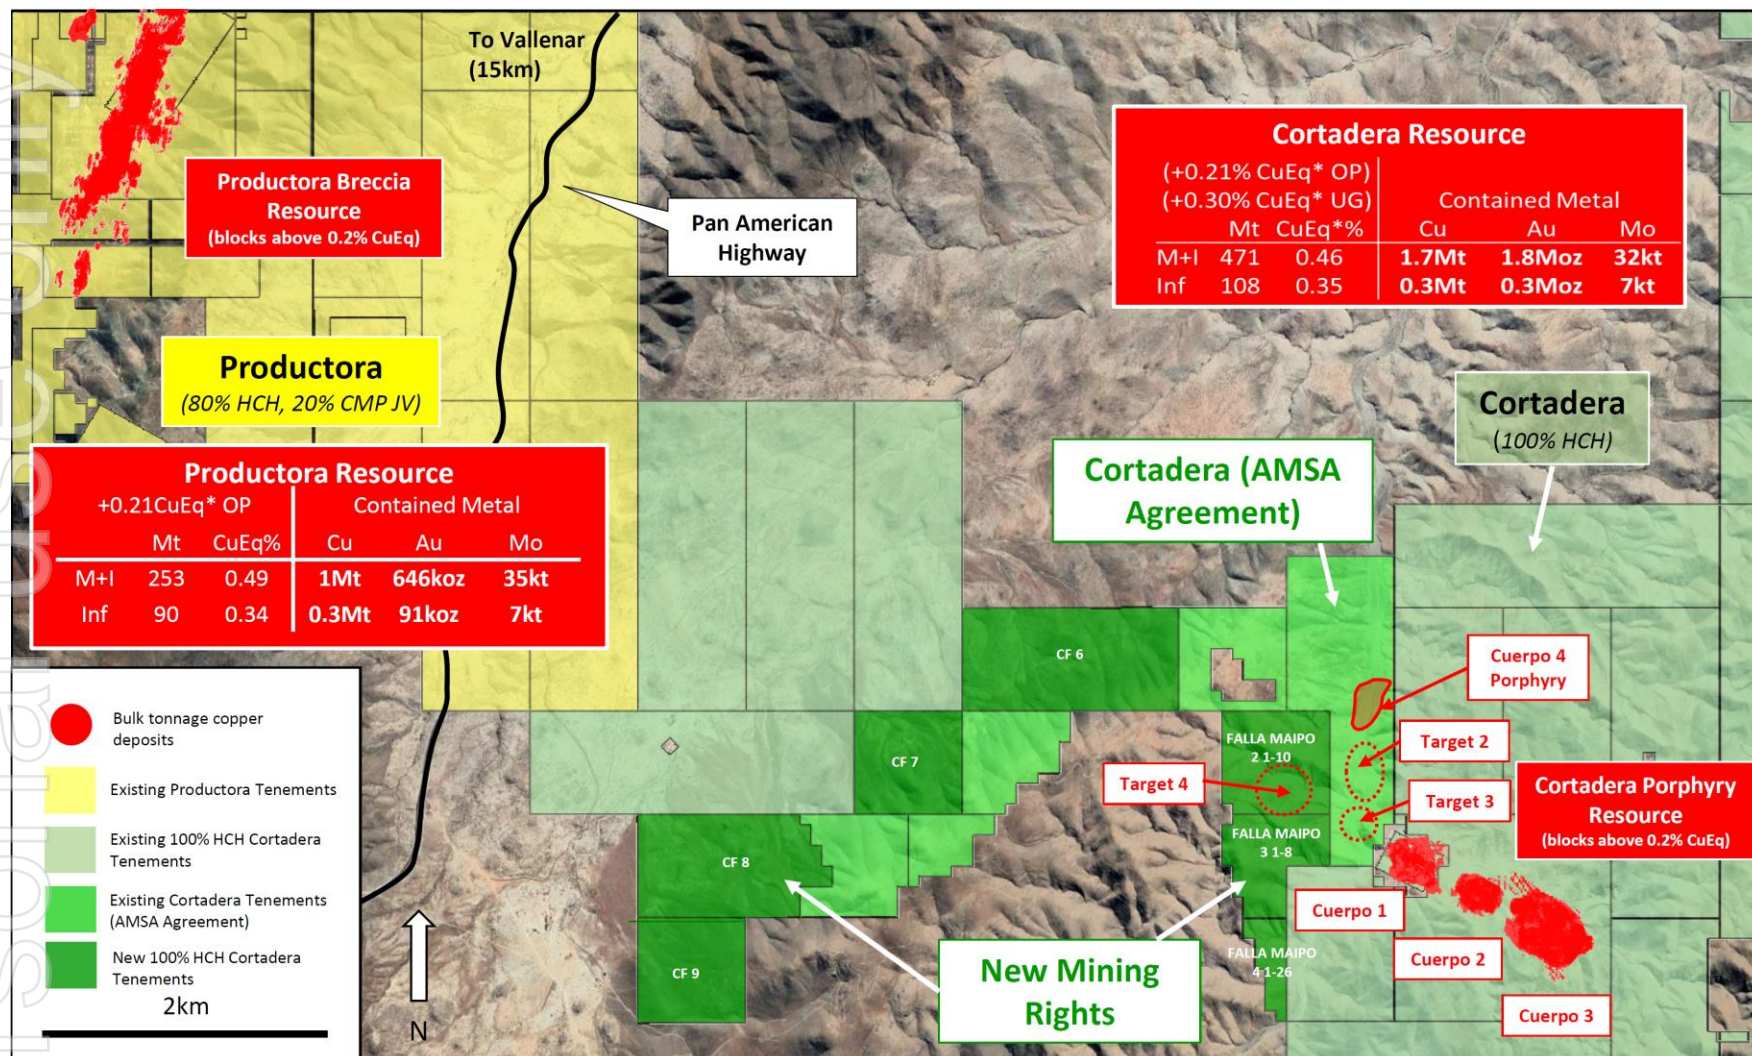 To Vallenar
(15km)
Productora Breccia
Resource
(blocks above 0.2% CuEq)
Pan American
Highway
Cortadera Resource
(+0.21% CuEq* OP)
(+0.30% CuEq* UG) Contained Metal
Mt CuEq*% Cu Au Mo
M+I 471 0.46 1.7Mt 1.8Moz 32kt
Inf 108 0.35 0.3Mt 0.3Moz 7kt
Productora
(80% HCH, 20% CMP JV)
Cortadera
(100% HCH)
Productora Resource
+0.21CuEq* OP Contained Metal
Mt CuEq% Cu Au Mo
M+I 253 0.49 1Mt 646koz 35kt
Inf 90 0.34 0.3Mt 91koz 7kt
Cortadera (AMSA
Agreement)
CF 6
Cuerpo 4
Porphyry
FALLA MAIPO
2 1-10
Target 2
CF 7
Target 4
Target 3
Cortadera Porphyry
Resource
(blocks above 0.2% CuEq)
FALLA MAIPO
3 1-8
CF 8
Cuerpo 1
Cuerpo 2
FALLA MAIPO
4 1-26
CF 9
New Mining
Rights
Cuerpo 3
Bulk tonnage copper
deposits
Existing Productora Tenements
Existing 100% HCH Cortadera
Tenements
Existing Cortadera Tenements
(AMSA Agreement)
New 100% HCH Cortadera
Tenements
2km
N